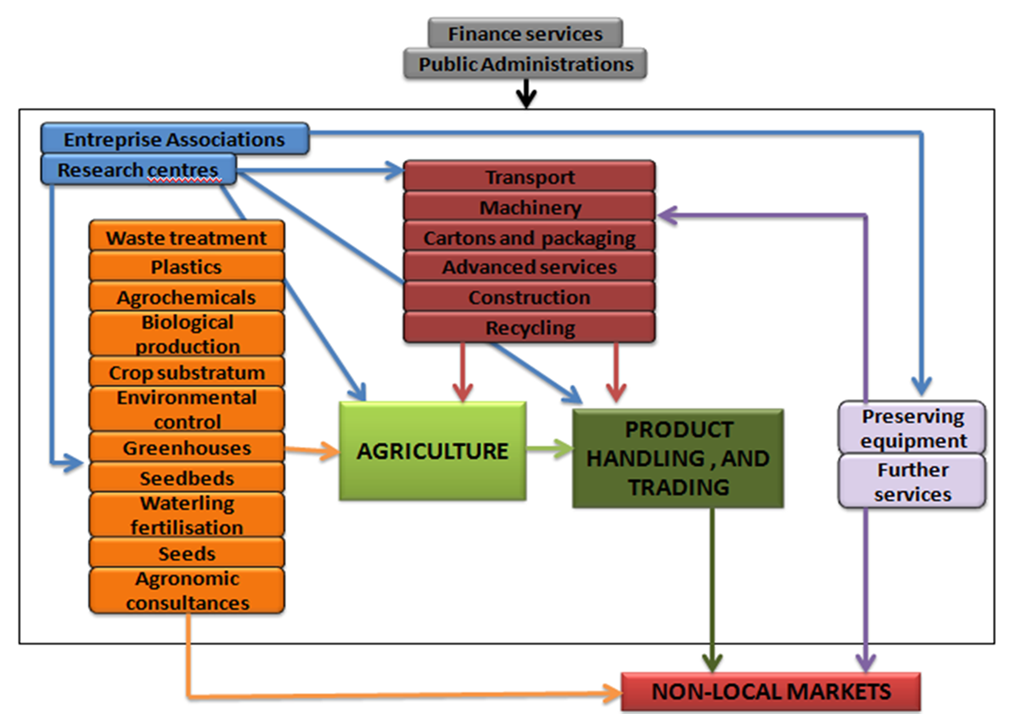 Finance services
Public Administrations
Entreprise Associations
Research centres
Transport
Machinery
Cartons and packaging
Advanced services
Construction
Recycling
Waste treatment
Plastics
Agrochemicals
Biological
production
Crop substratum
Environmental
control
Greenhouses
Seedbeds
Waterling
fertilisation
Seeds
Agronomic
consultances
AGRICULTURE
PRODUCT
HANDLING , AND
TRADING
Preserving
equipment
Further
services
NON-LOCAL MARKETS